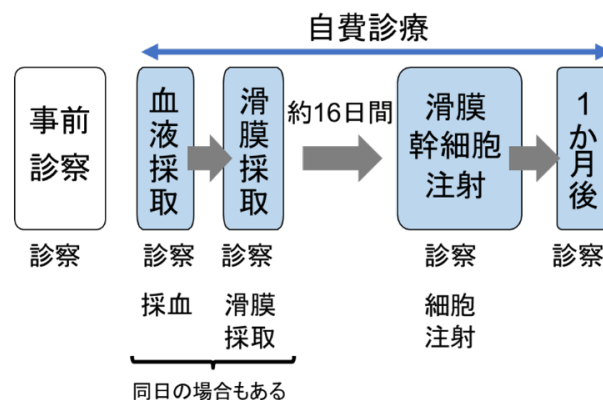 自費診療
事前
診察
血液採取
滑膜採取
約16日間
滑膜
幹細胞
注射
1か月後
診察
診察
診察
診察
診察
採血
滑膜
採取
細胞
注射
同日の場合もある